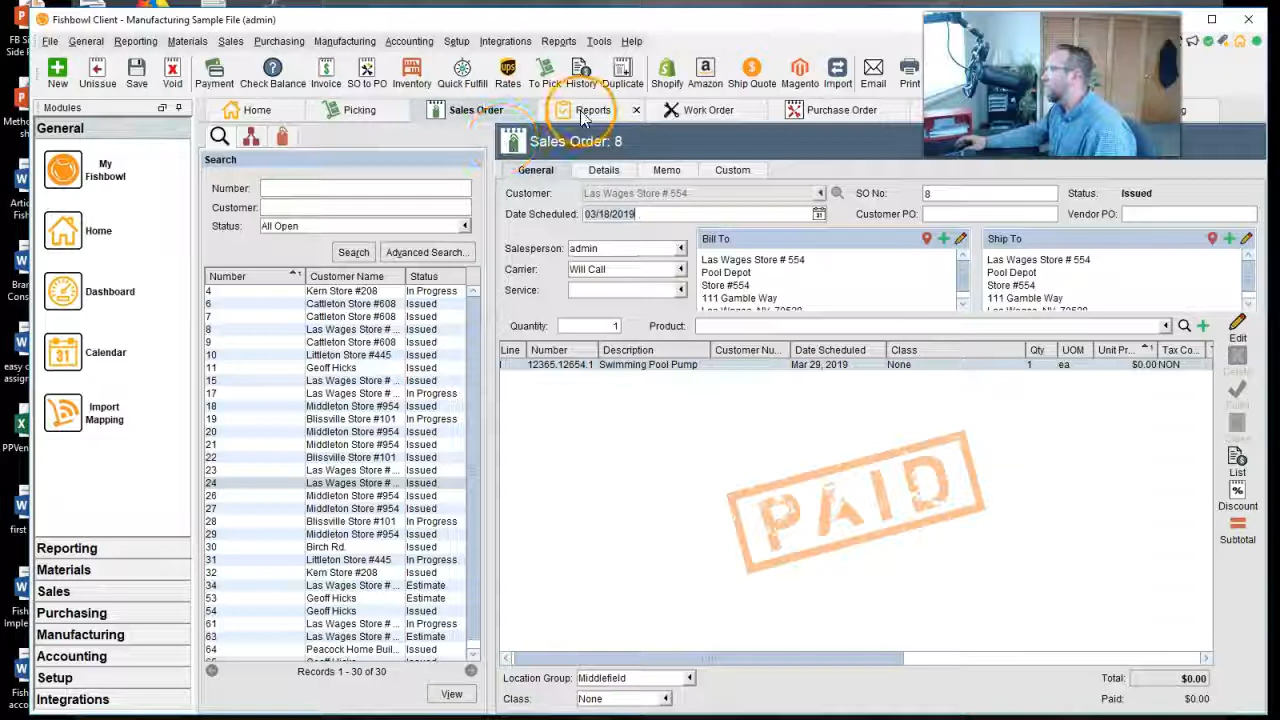 Fishbowl Client - Manufacturing Sample File (admin)
File General Reporting Materials Sales Purchasing Manufacturing Accounting Setup Integrations Reports Tools Help
New Unissue Save Void Payment Check Balance Invoice SO to PO Inventory Quick Fulfill Rates To Pick History Duplicate Shopify Amazon Ship Quote Magento Import Email Print
Modules
Home Picking Sales Order Reports Work Order Purchase Order
General
My Fishbowl
Home
Dashboard
Calendar
Import Mapping
Reporting
Materials
Sales
Purchasing
Manufacturing
Accounting
Setup
Integrations
Search
Number:
Customer:
Status: All Open
Search Advanced Search...
Number Customer Name Status
4 Kern Store #208 In Progress
6 Cattleton Store #608 Issued
7 Cattleton Store #608 Issued
8 Las Wages Store # ... Issued
9 Cattleton Store #608 Issued
10 Littleton Store #445 Issued
11 Geoff Hicks Issued
15 Las Wages Store # ... Issued
17 Las Wages Store # ... In Progress
18 Middleton Store #954 Issued
19 Blissville Store #101 In Progress
20 Middleton Store #954 Issued
21 Middleton Store #954 Issued
22 Blissville Store #101 Issued
23 Las Wages Store # ... Issued
24 Las Wages Store # ... Issued
26 Middleton Store #954 Issued
27 Middleton Store #954 Issued
28 Blissville Store #101 In Progress
29 Middleton Store #954 Issued
30 Birch Rd. Issued
31 Littleton Store #445 In Progress
32 Kern Store #208 Issued
34 Las Wages Store # ... Estimate
53 Geoff Hicks Estimate
54 Geoff Hicks Issued
61 Las Wages Store # ... In Progress
63 Las Wages Store # ... Estimate
64 Peacock Home Buil... Issued
Records 1 - 30 of 30
View
Sales Order: 8
General Details Memo Custom
Customer: Las Wages Store # 554 SO No: 8 Status: Issued
Date Scheduled: 03/18/2019 Customer PO: Vendor PO:
Salesperson: admin
Carrier: Will Call
Service:
Bill To
Las Wages Store # 554
Pool Depot
Store #554
111 Gamble Way
Ship To
Las Wages Store # 554
Pool Depot
Store #554
111 Gamble Way
Quantity: 1 Product:
Line Number Description Customer Nu... Date Scheduled Class Qty UOM Unit Pr... Tax Co...
12365.12654.1 Swimming Pool Pump Mar 29, 2019 None 1 ea $0.00 NON
PAID
Edit
List
Discount
Subtotal
Location Group: Middlefield Total: $0.00
Class: None Paid: $0.00